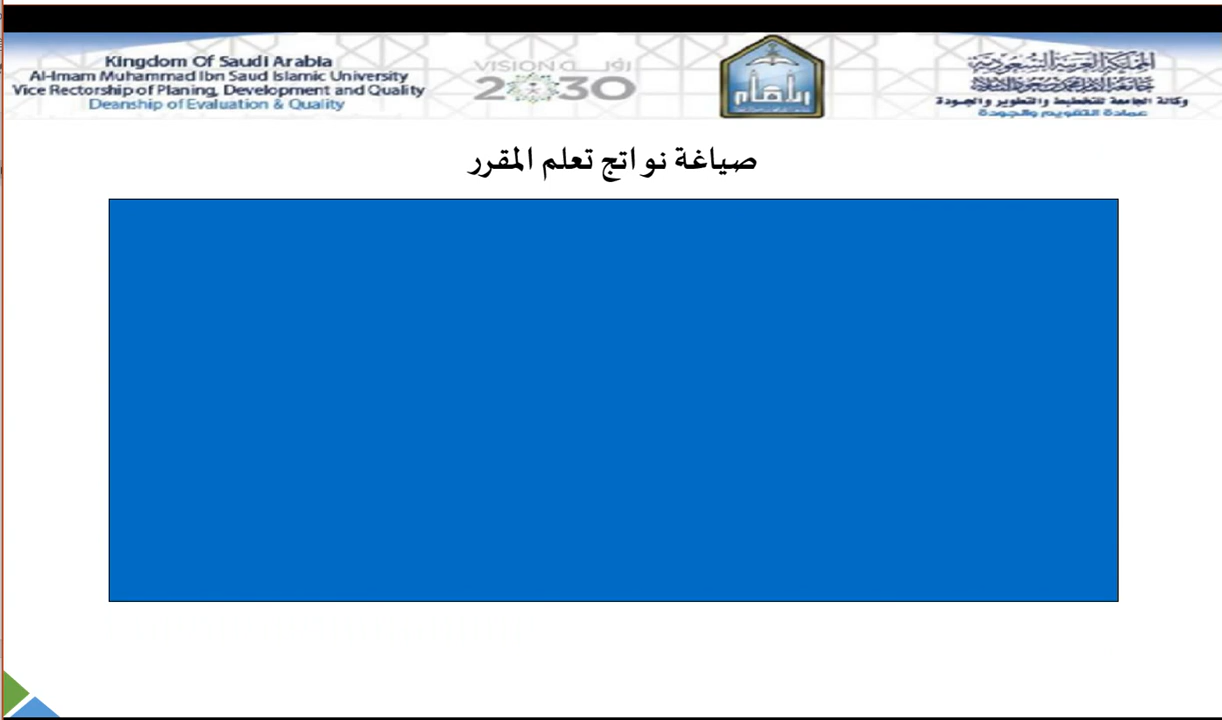 Kingdom Of Saudi Arabia
Al-Imam Muhammad Ibn Saud Islamic University
Vice Rectorship of Planing, Development and Quality
Deanship of Evaluation & Quality
VISION رؤية
2030
المملكة العربية السعودية
جامعة الإمام محمد بن سعود الإسلامية
وكالة الجامعة للتخطيط والتطوير والجودة
عمادة التقويم والجودة
صياغة نواتج تعلم المقرر